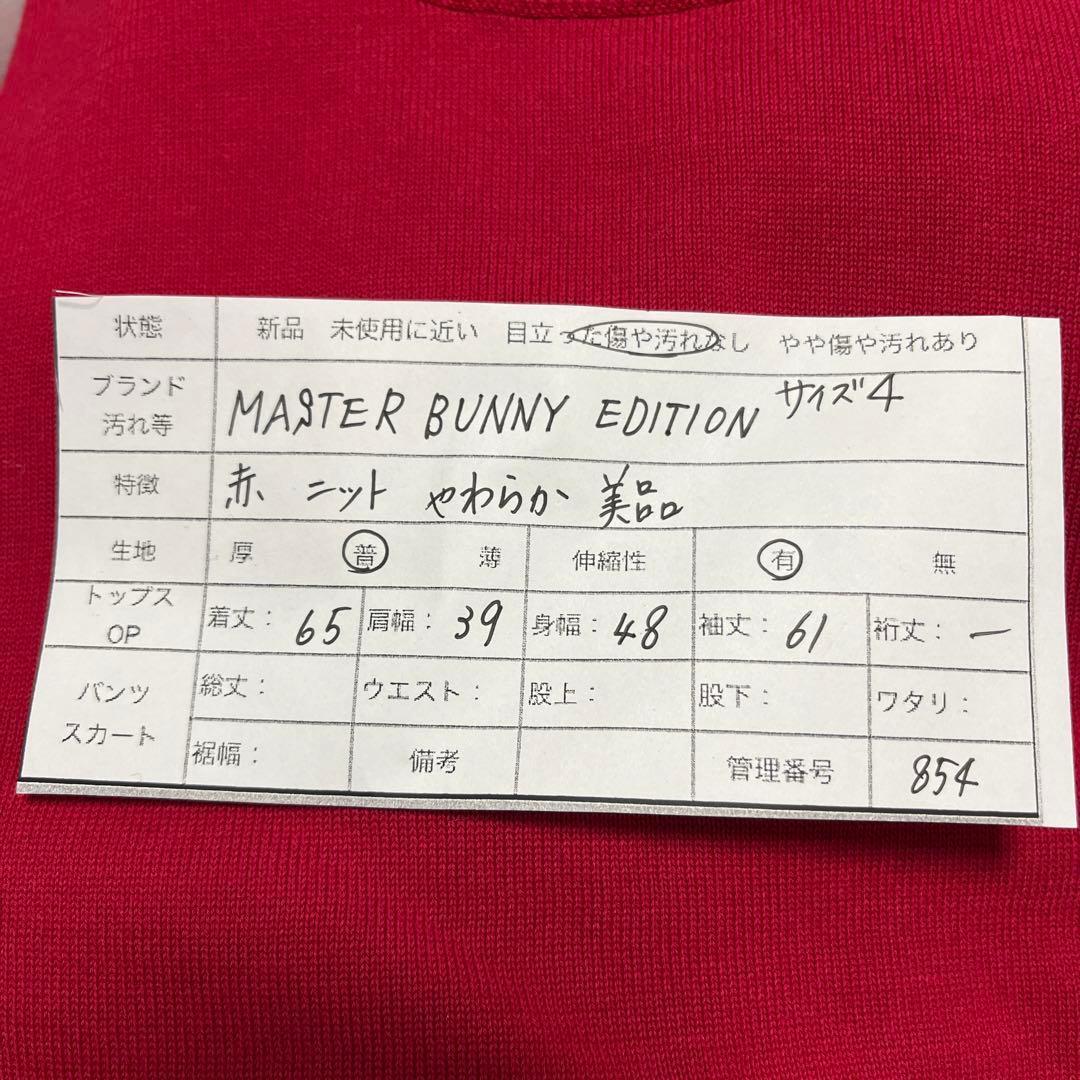 状態 新品 未使用に近い 目立った傷や汚れなし やや傷や汚れあり
ブランド
汚れ等 MASTER BUNNY EDITION サイズ4
特徴 赤 ニット やわらか 美品
生地 厚 普 薄 伸縮性 有 無
トップス
OP 着丈: 65 肩幅: 39 身幅: 48 袖丈: 61 裄丈: ー
パンツ
スカート 総丈: ウエスト: 股上: 股下: ワタリ:
裾幅: 備考 管理番号 854